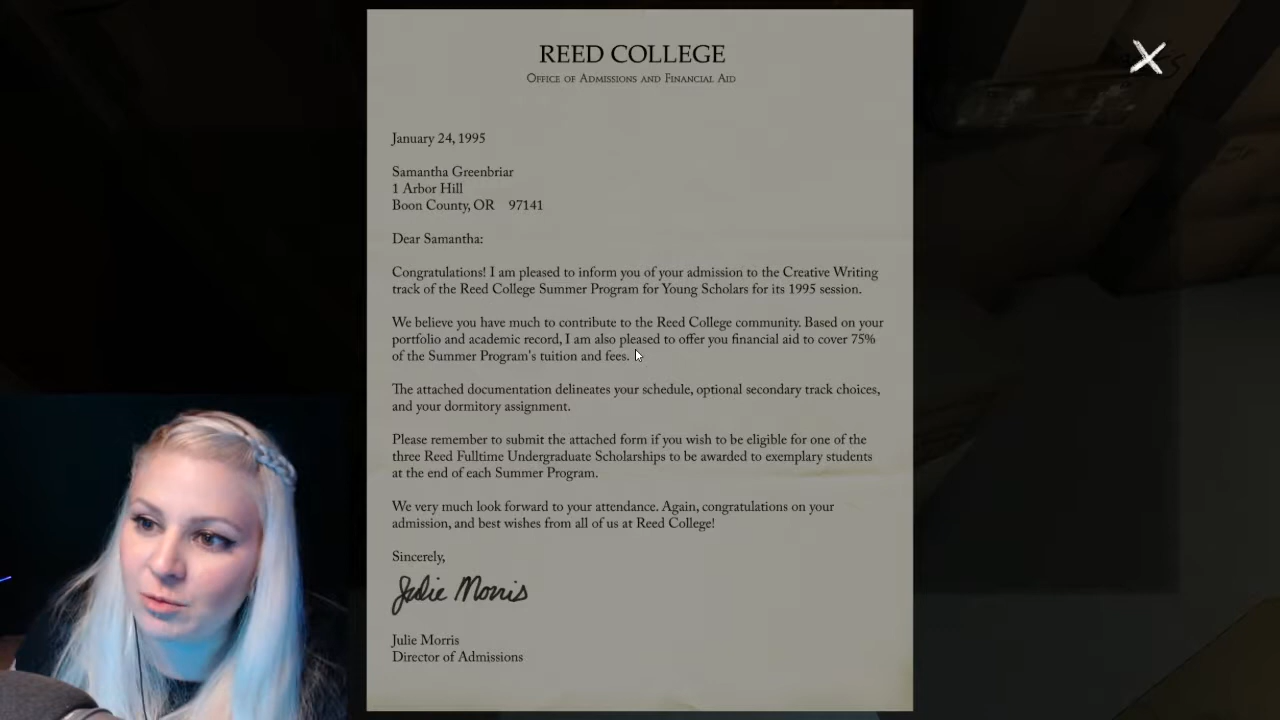 REED COLLEGE
Office of Admissions and Financial Aid
January 24, 1995
Samantha Greenbriar
1 Arbor Hill
Boon County, OR 97141
Dear Samantha:
Congratulations! I am pleased to inform you of your admission to the Creative Writing
track of the Reed College Summer Program for Young Scholars for its 1995 session.
We believe you have much to contribute to the Reed College community. Based on your
portfolio and academic record, I am also pleased to offer you financial aid to cover 75%
of the Summer Program's tuition and fees.
The attached documentation delineates your schedule, optional secondary track choices,
and your dormitory assignment.
Please remember to submit the attached form if you wish to be eligible for one of the
three Reed Fulltime Undergraduate Scholarships to be awarded to exemplary students
at the end of each Summer Program.
We very much look forward to your attendance. Again, congratulations on your
admission, and best wishes from all of us at Reed College!
Sincerely,
Julie Morris
Julie Morris
Director of Admissions